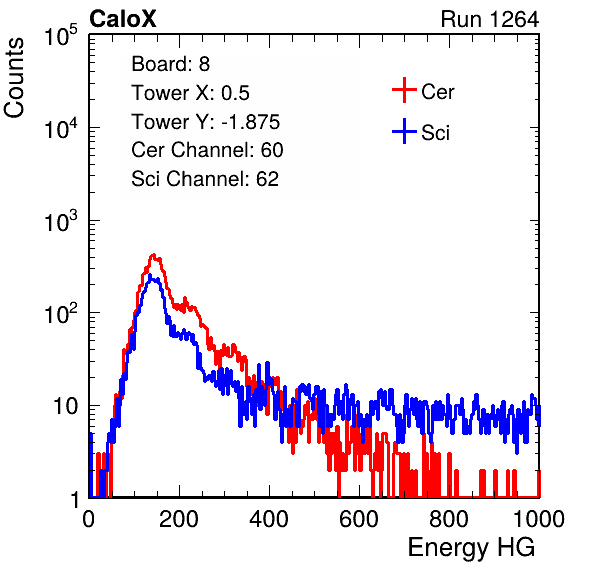 CaloX Run 1264
Counts
Board: 8
Tower X: 0.5
Tower Y: -1.875
Cer Channel: 60
Sci Channel: 62
Cer
Sci
10^5
10^4
10^3
10^2
10
1
0 200 400 600 800 1000
Energy HG